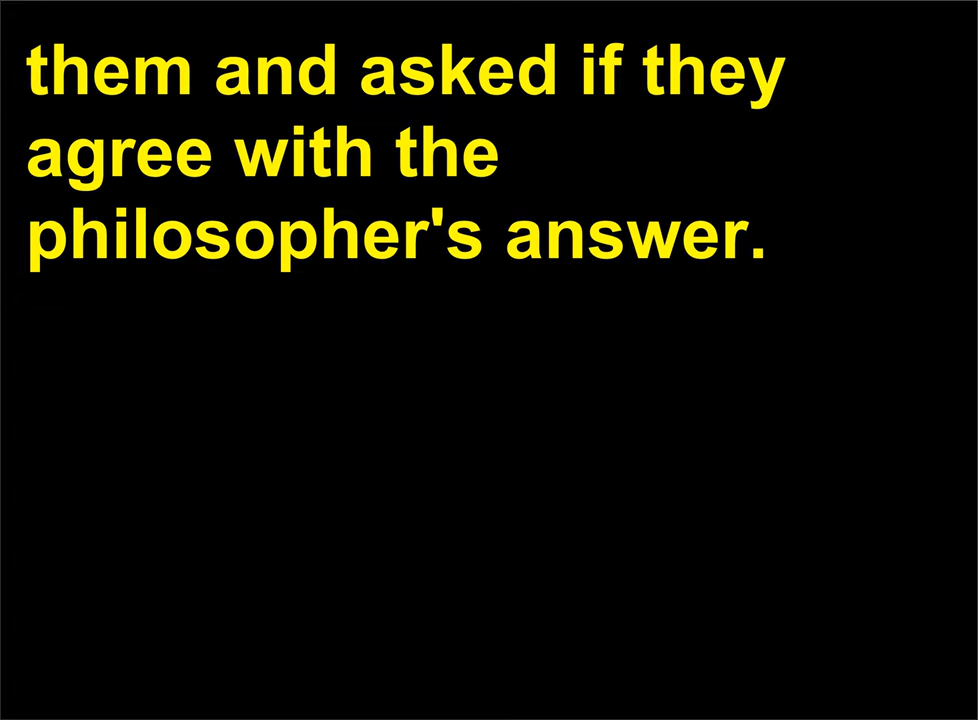 them and asked if they
agree with the
philosopher's answer.